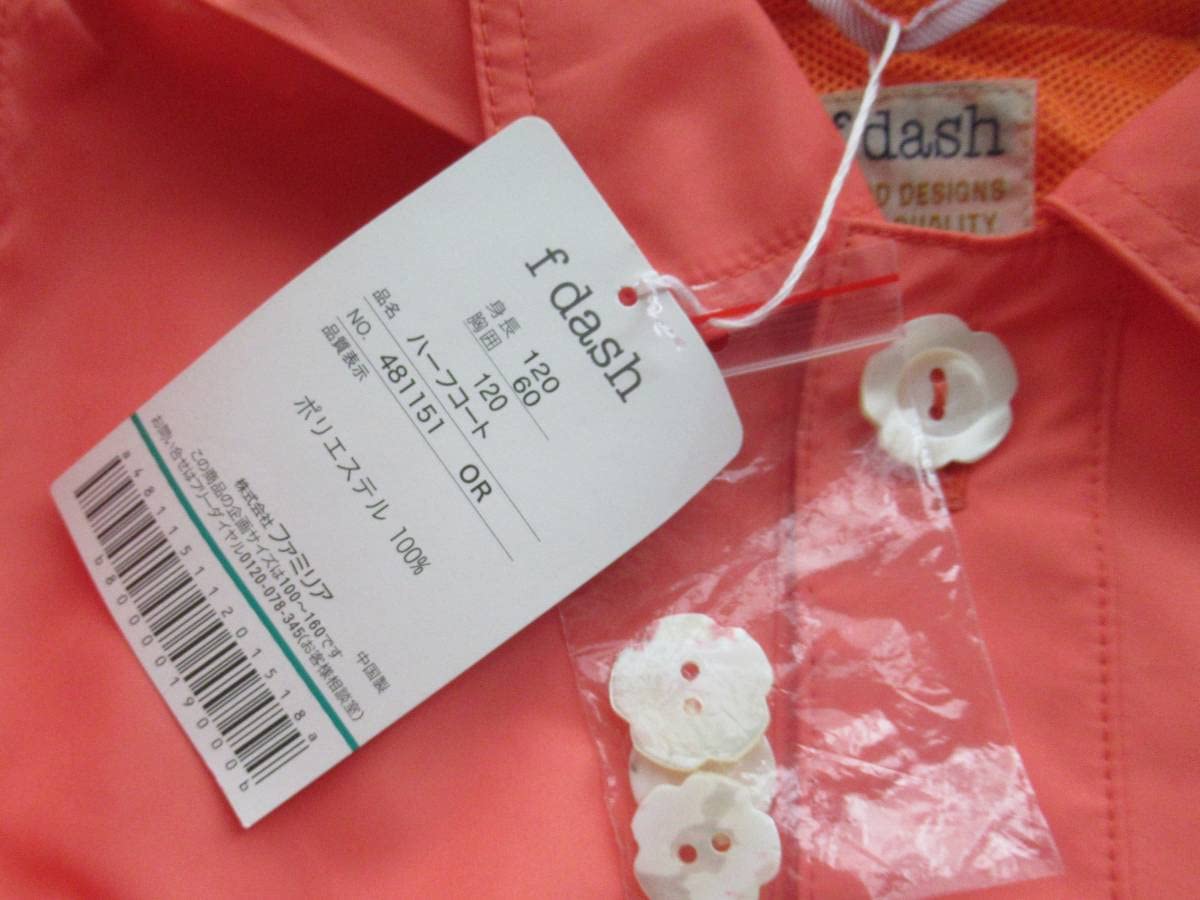 f dash
身長 120
胸囲 60
120
品名 ハーフコート
NO. 481151 OR
品質表示
ポリエステル 100%
株式会社 ファミリア
この商品の企画サイズは100~160です 中国製
お問い合せはフリーダイヤル0120-078-345(お客様相談室)
a481151120151 8a
b680000190000b
dash
D DESIGNS
QUALITY